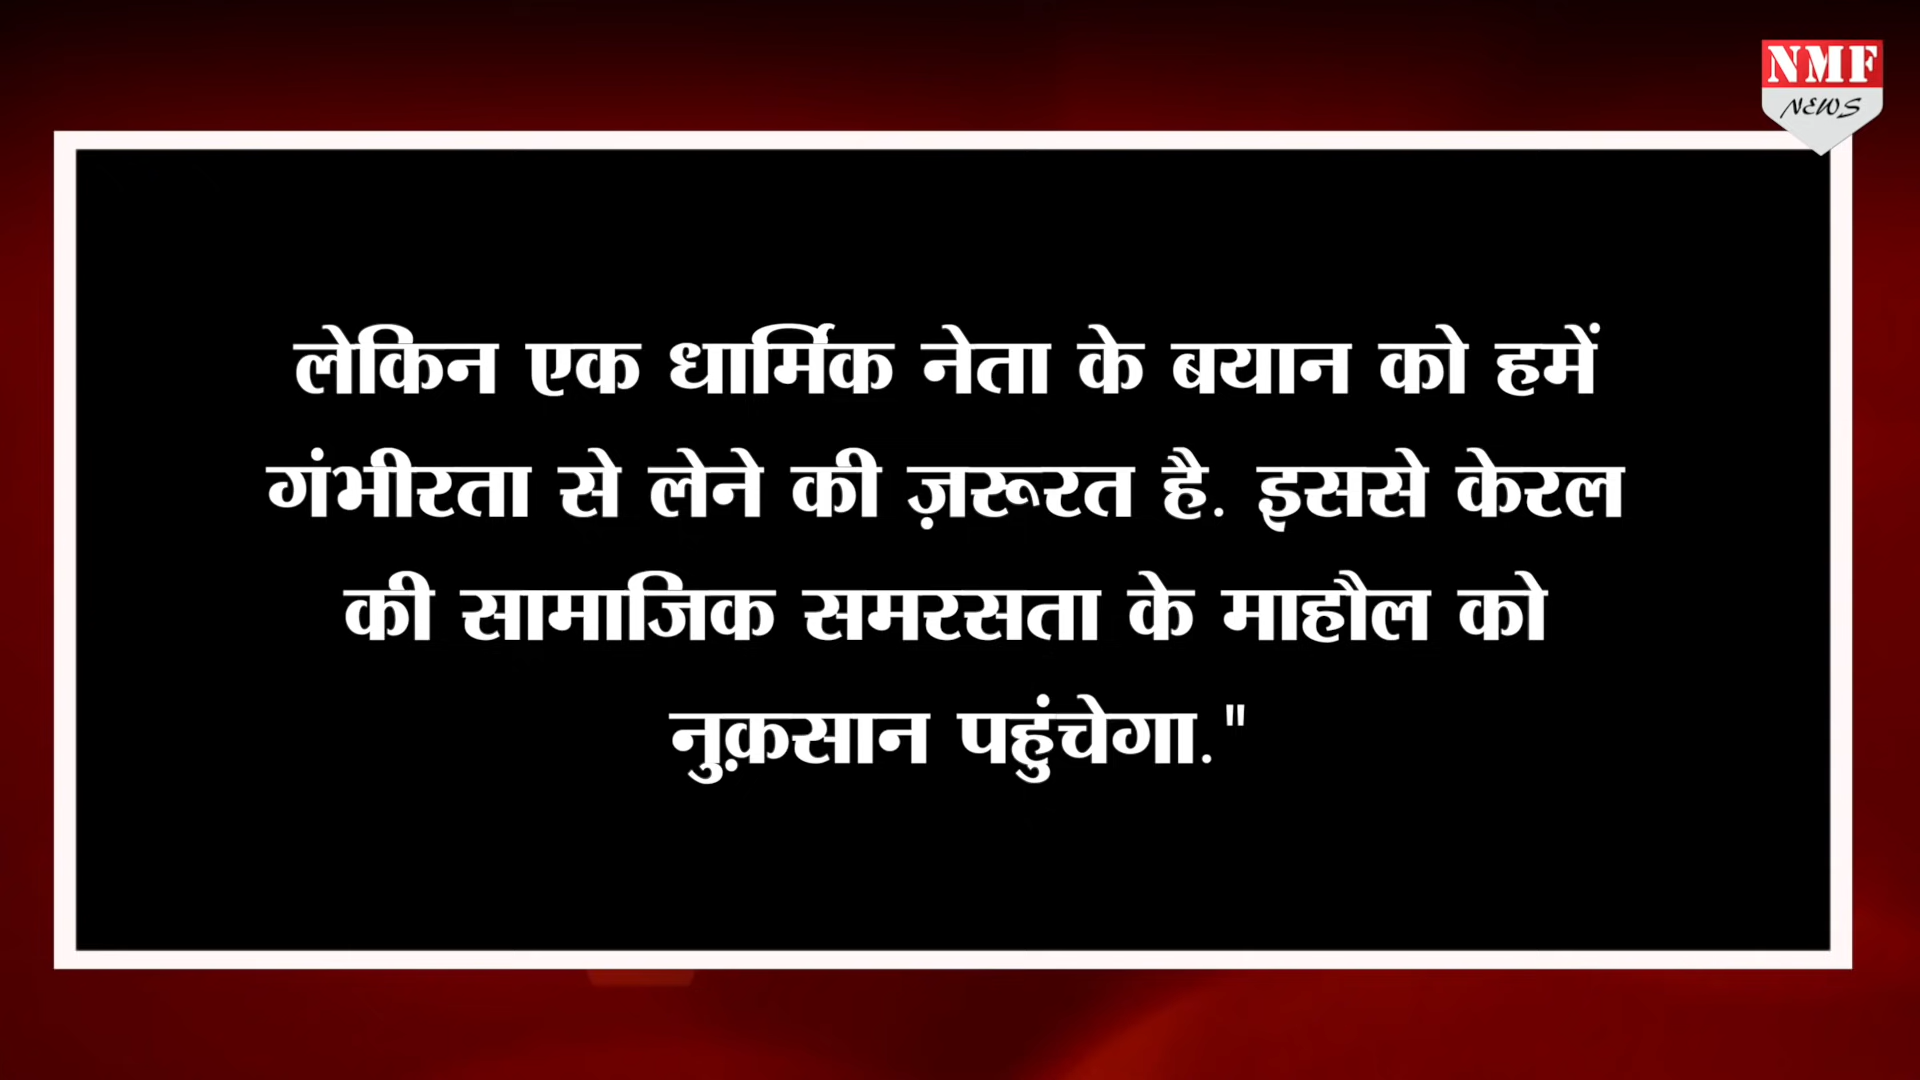 NMF
NEWS
लेकिन एक धार्मिक नेता के बयान को हमें
गंभीरता से लेने की ज़रूरत है. इससे केरल
की सामाजिक समरसता के माहौल को
नुक़सान पहुंचेगा."